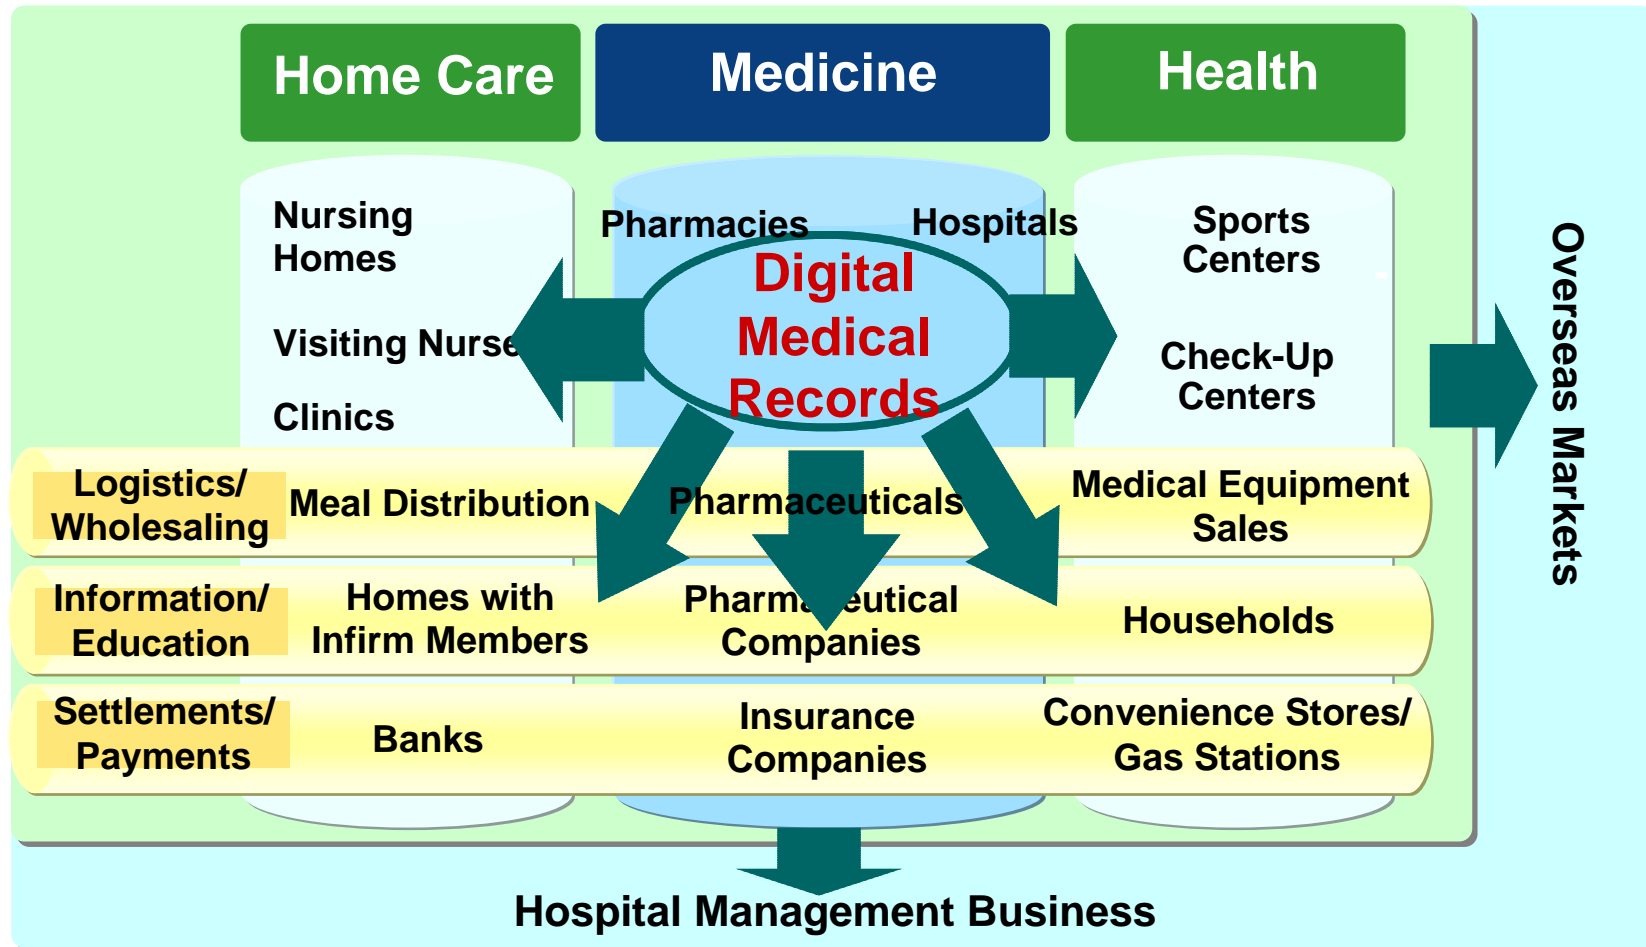 Home Care
Medicine
Health
Nursing
Homes
Visiting Nurse
Clinics
Pharmacies
Hospitals
Digital
Medical
Records
Sports
Centers
Check-Up
Centers
Overseas Markets
Logistics/
Wholesaling
Meal Distribution
Pharmaceuticals
Medical Equipment
Sales
Information/
Education
Homes with
Infirm Members
Pharmaceutical
Companies
Households
Settlements/
Payments
Banks
Insurance
Companies
Convenience Stores/
Gas Stations
Hospital Management Business